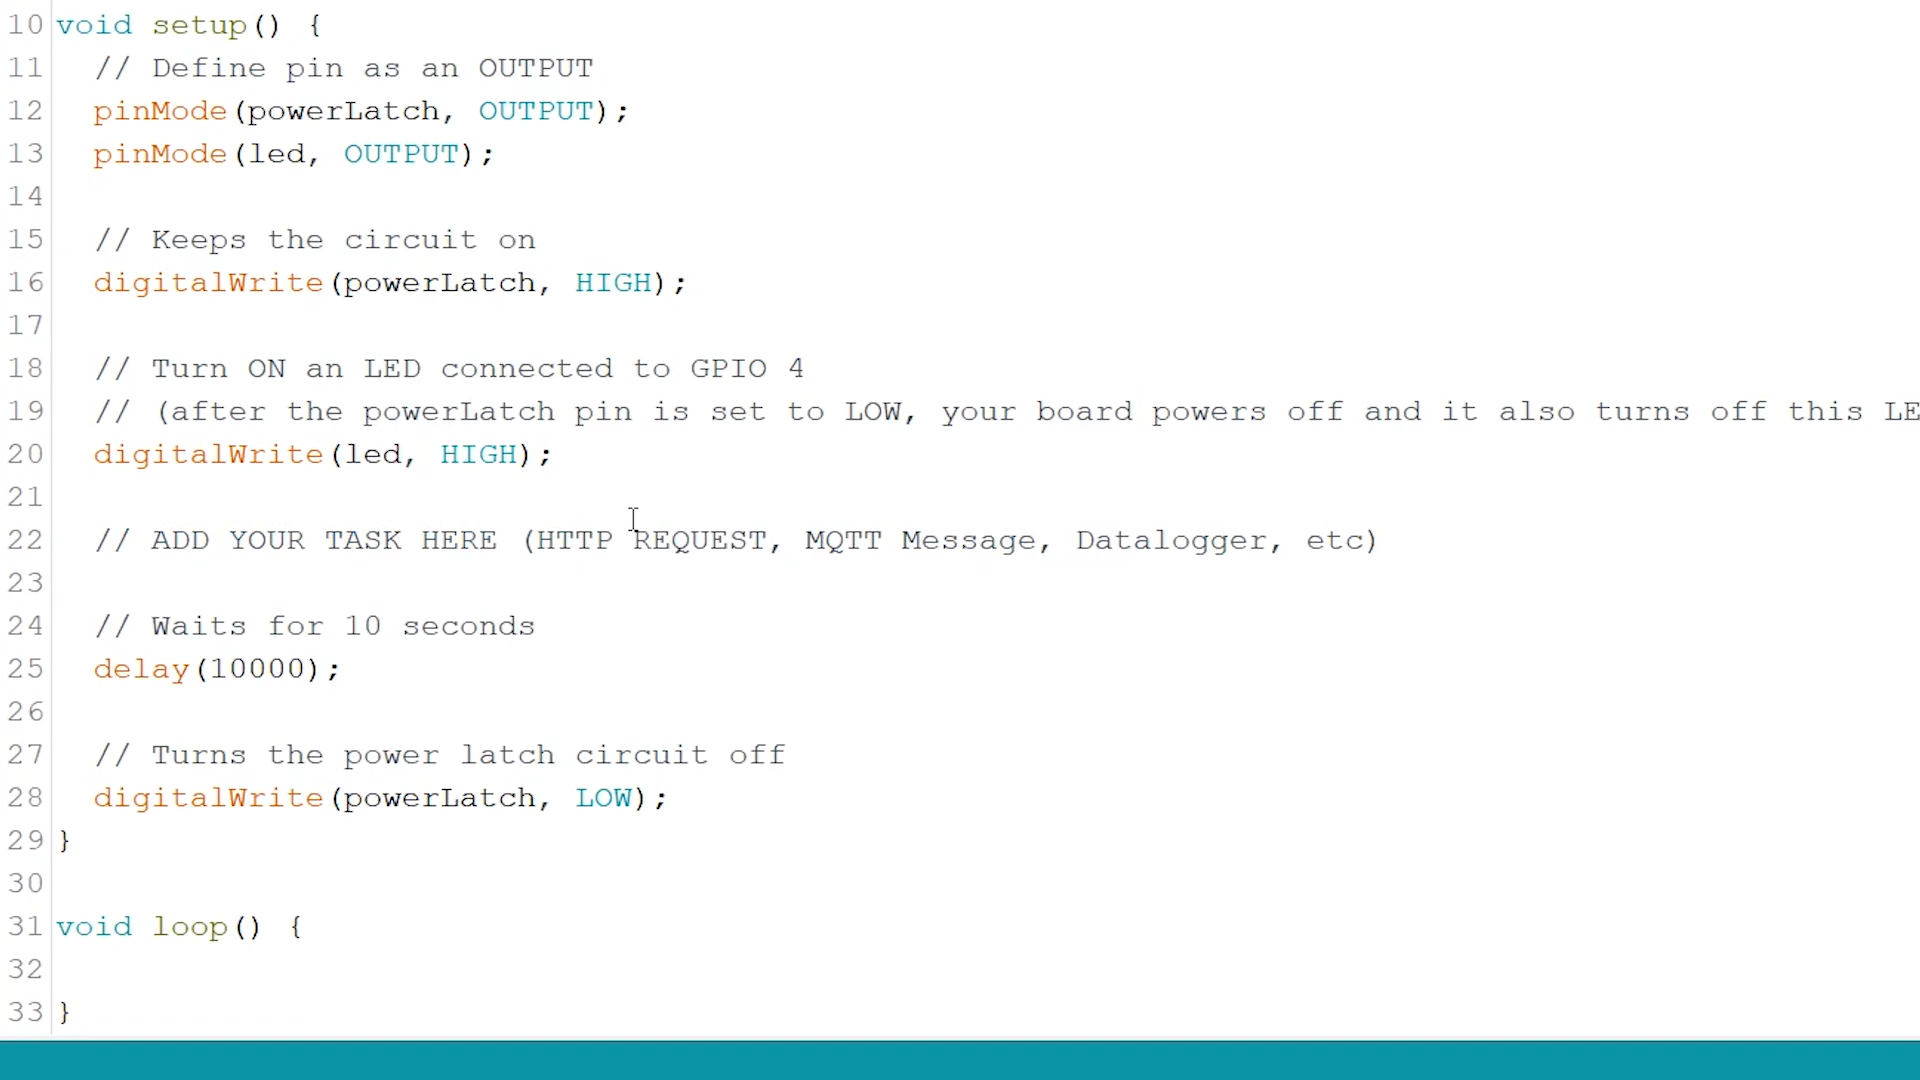 10 void setup() {
11 // Define pin as an OUTPUT
12 pinMode(powerLatch, OUTPUT);
13 pinMode(led, OUTPUT);
14
15 // Keeps the circuit on
16 digitalWrite(powerLatch, HIGH);
17
18 // Turn ON an LED connected to GPIO 4
19 // (after the powerLatch pin is set to LOW, your board powers off and it also turns off this LE
20 digitalWrite(led, HIGH);
21
22 // ADD YOUR TASK HERE (HTTP REQUEST, MQTT Message, Datalogger, etc)
23
24 // Waits for 10 seconds
25 delay(10000);
26
27 // Turns the power latch circuit off
28 digitalWrite(powerLatch, LOW);
29 }
30
31 void loop() {
32
33 }